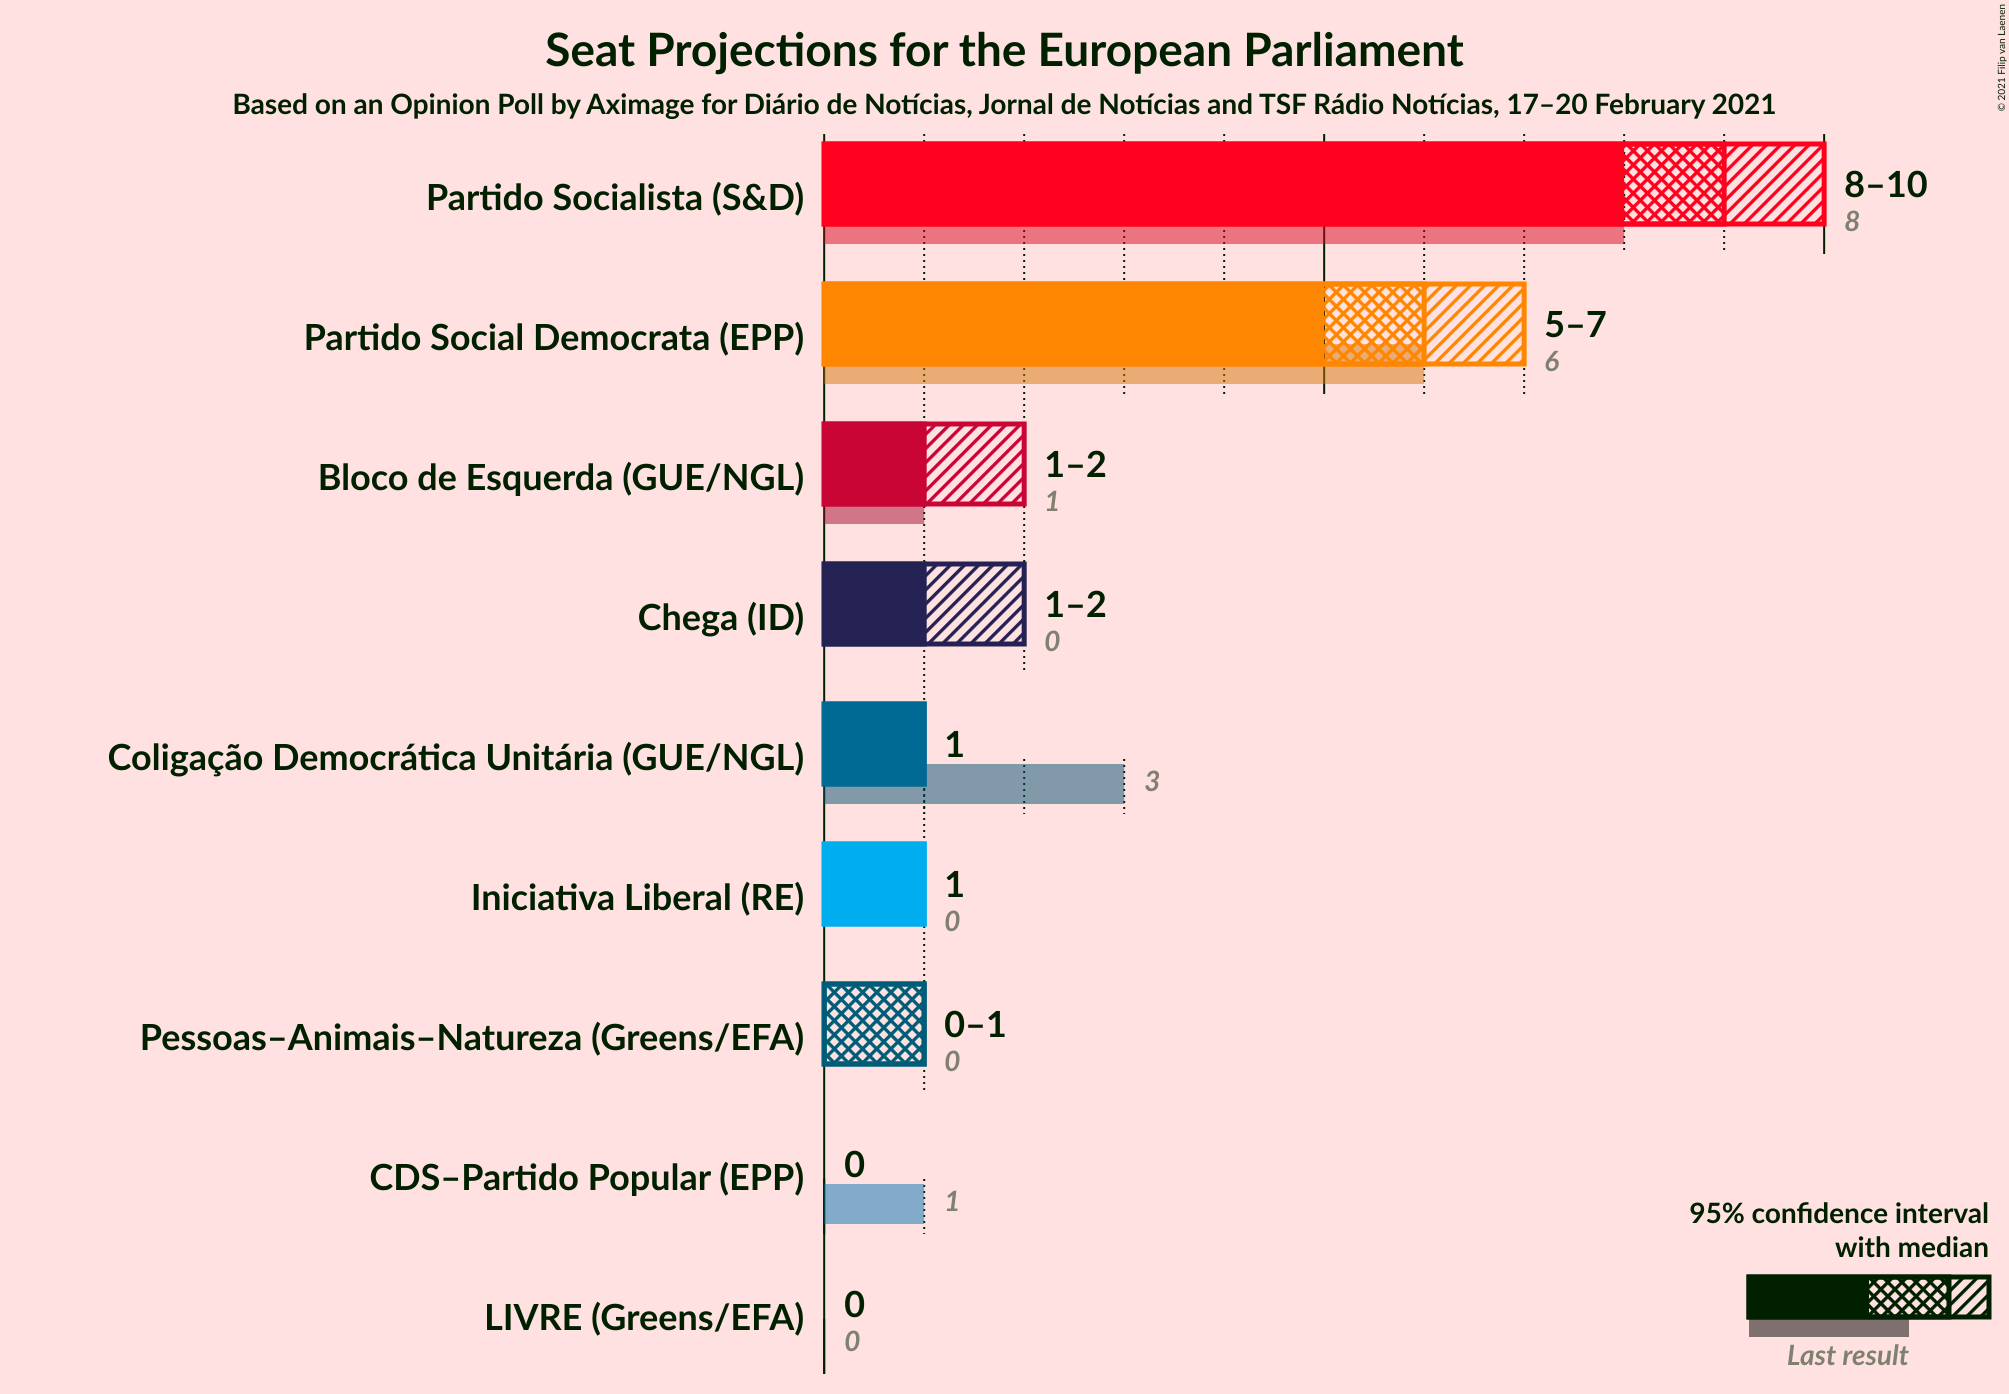 Seat Projections for the European Parliament
Based on an Opinion Poll by Aximage for Diário de Notícias, Jornal de Notícias and TSF Rádio Notícias, 17–20 February 2021
© 2021 Filip van Laenen
Partido Socialista (S&D)
8–10
8
Partido Social Democrata (EPP)
5–7
6
Bloco de Esquerda (GUE/NGL)
1–2
1
Chega (ID)
1–2
0
Coligação Democrática Unitária (GUE/NGL)
1
3
Iniciativa Liberal (RE)
1
0
Pessoas–Animais–Natureza (Greens/EFA)
0–1
0
CDS–Partido Popular (EPP)
0
1
LIVRE (Greens/EFA)
0
0
95% confidence interval
with median
Last result